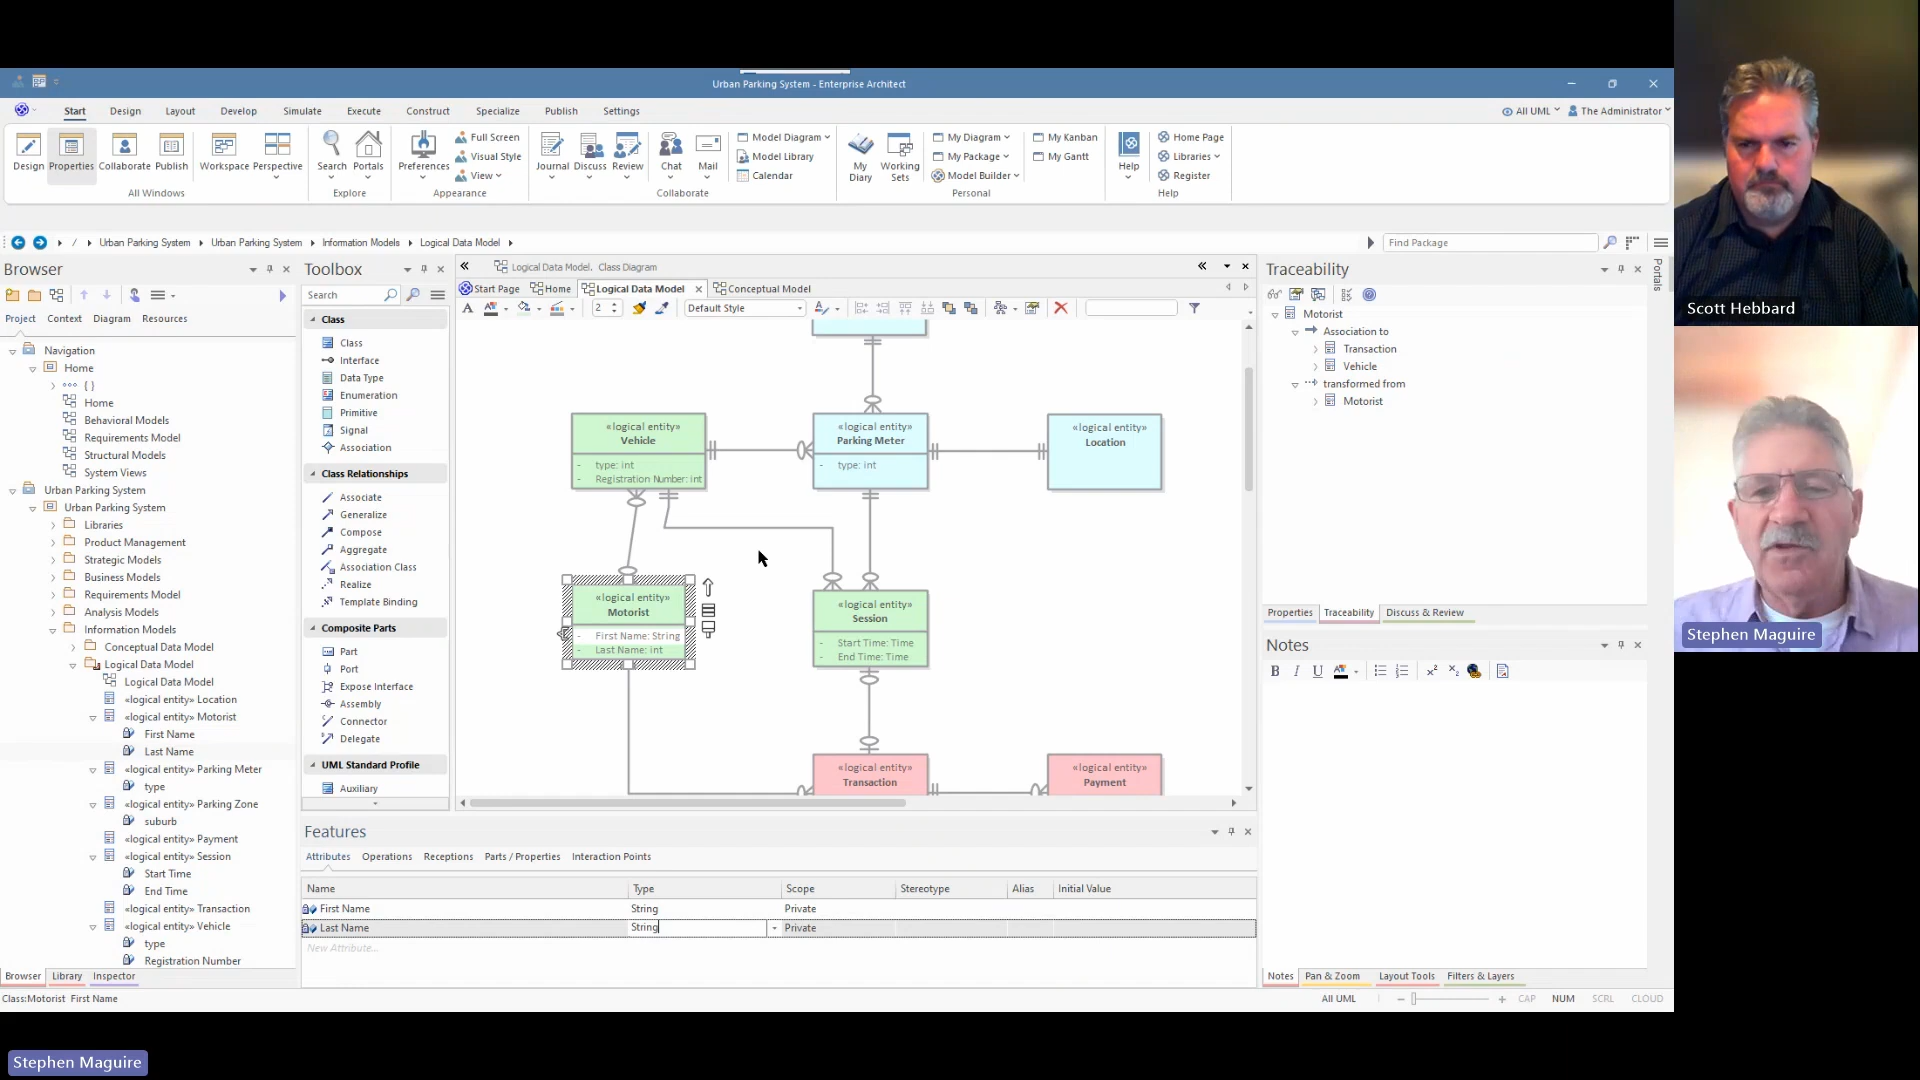 Urban Parking System - Enterprise Architect
Start Design Layout Develop Simulate Execute Construct Specialize Publish Settings All UML The Administrator
Design Properties Collaborate Publish Workspace Perspective Search Portals Preferences Full Screen Visual Style View Journal Discuss Review Chat Mail Model Diagram Model Library Calendar My Diary Working Sets My Diagram My Package Model Builder My Kanban My Gantt Help Home Page Libraries Register
All Windows Explore Appearance Collaborate Personal Help
/ Urban Parking System Urban Parking System Information Models Logical Data Model Find Package
Browser
Project Context Diagram Resources
Navigation
Home
{ }
Home
Behavioral Models
Requirements Model
Structural Models
System Views
Urban Parking System
Urban Parking System
Libraries
Product Management
Strategic Models
Business Models
Requirements Model
Analysis Models
Information Models
Conceptual Data Model
Logical Data Model
Logical Data Model
«logical entity» Location
«logical entity» Motorist
First Name
Last Name
«logical entity» Parking Meter
type
«logical entity» Parking Zone
suburb
«logical entity» Payment
«logical entity» Session
Start Time
End Time
«logical entity» Transaction
«logical entity» Vehicle
type
Registration Number
Browser Library Inspector
Toolbox
Search
Class
Class
Interface
Data Type
Enumeration
Primitive
Signal
Association
Class Relationships
Associate
Generalize
Compose
Aggregate
Association Class
Realize
Template Binding
Composite Parts
Part
Port
Expose Interface
Assembly
Connector
Delegate
UML Standard Profile
Auxiliary
Logical Data Model. Class Diagram
Start Page Home Logical Data Model Conceptual Model
A 2 Default Style
«logical entity»
Vehicle
- type: int
- Registration Number: int
«logical entity»
Parking Meter
- type: int
«logical entity»
Location
«logical entity»
Motorist
- First Name: String
- Last Name: int
«logical entity»
Session
- Start Time: Time
- End Time: Time
«logical entity»
Transaction
«logical entity»
Payment
Features
Attributes Operations Receptions Parts / Properties Interaction Points
Name Type Scope Stereotype Alias Initial Value
First Name String Private
Last Name String Private
New Attribute...
Traceability
Motorist
Association to
Transaction
Vehicle
transformed from
Motorist
Properties Traceability Discuss & Review
Portals
Notes
B I U
Notes Pan & Zoom Layout Tools Filters & Layers
Class:Motorist First Name
All UML CAP NUM SCRL CLOUD
Scott Hebbard
Stephen Maguire
Stephen Maguire